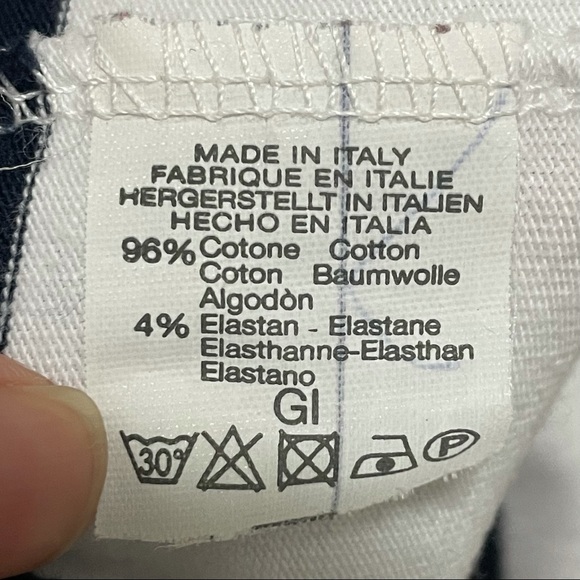 MADE IN ITALY
FABRIQUE EN ITALIE
HERGERSTELLT IN ITALIEN
HECHO EN ITALIA
96% Cotone Cotton
Coton Baumwolle
Algodòn
4% Elastan - Elastane
Elasthanne-Elasthan
Elastano
GI
30° P